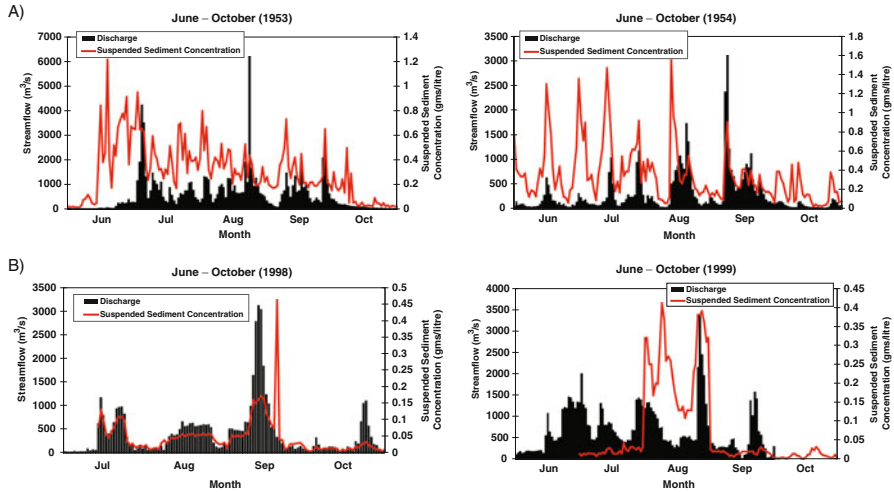 A)
June – October (1953)
Discharge
Suspended Sediment Concentration
Streamflow (m³/s)
7000
6000
5000
4000
3000
2000
1000
0
1.4
1.2
1
0.8
0.6
0.4
0.2
0
Suspended Sediment
Concentration (gms/litre)
Jun Jul Aug Sep Oct
Month
June – October (1954)
Discharge
Suspended Sediment Concentration
Streamflow (m³/s)
3500
3000
2500
2000
1500
1000
500
0
1.8
1.6
1.4
1.2
1
0.8
0.6
0.4
0.2
0
Suspended Sediment
Concentration (gms/litre)
Jun Jul Aug Sep Oct
Month
B)
June – October (1998)
Discharge
Suspended Sediment Concentration
Streamflow (m³/s)
3500
3000
2500
2000
1500
1000
500
0
0.5
0.45
0.4
0.35
0.3
0.25
0.2
0.15
0.1
0.05
0
Suspended Sediment
Concentration (gms/litre)
Jul Aug Sep Oct
Month
June – October (1999)
Discharge
Suspended Sediment Concentration
Streamflow (m³/s)
4000
3500
3000
2500
2000
1500
1000
500
0
0.45
0.4
0.35
0.3
0.25
0.2
0.15
0.1
0.05
0
Suspended Sediment
Concentration (gms/litre)
Jun Jul Aug Sep Oct
Month